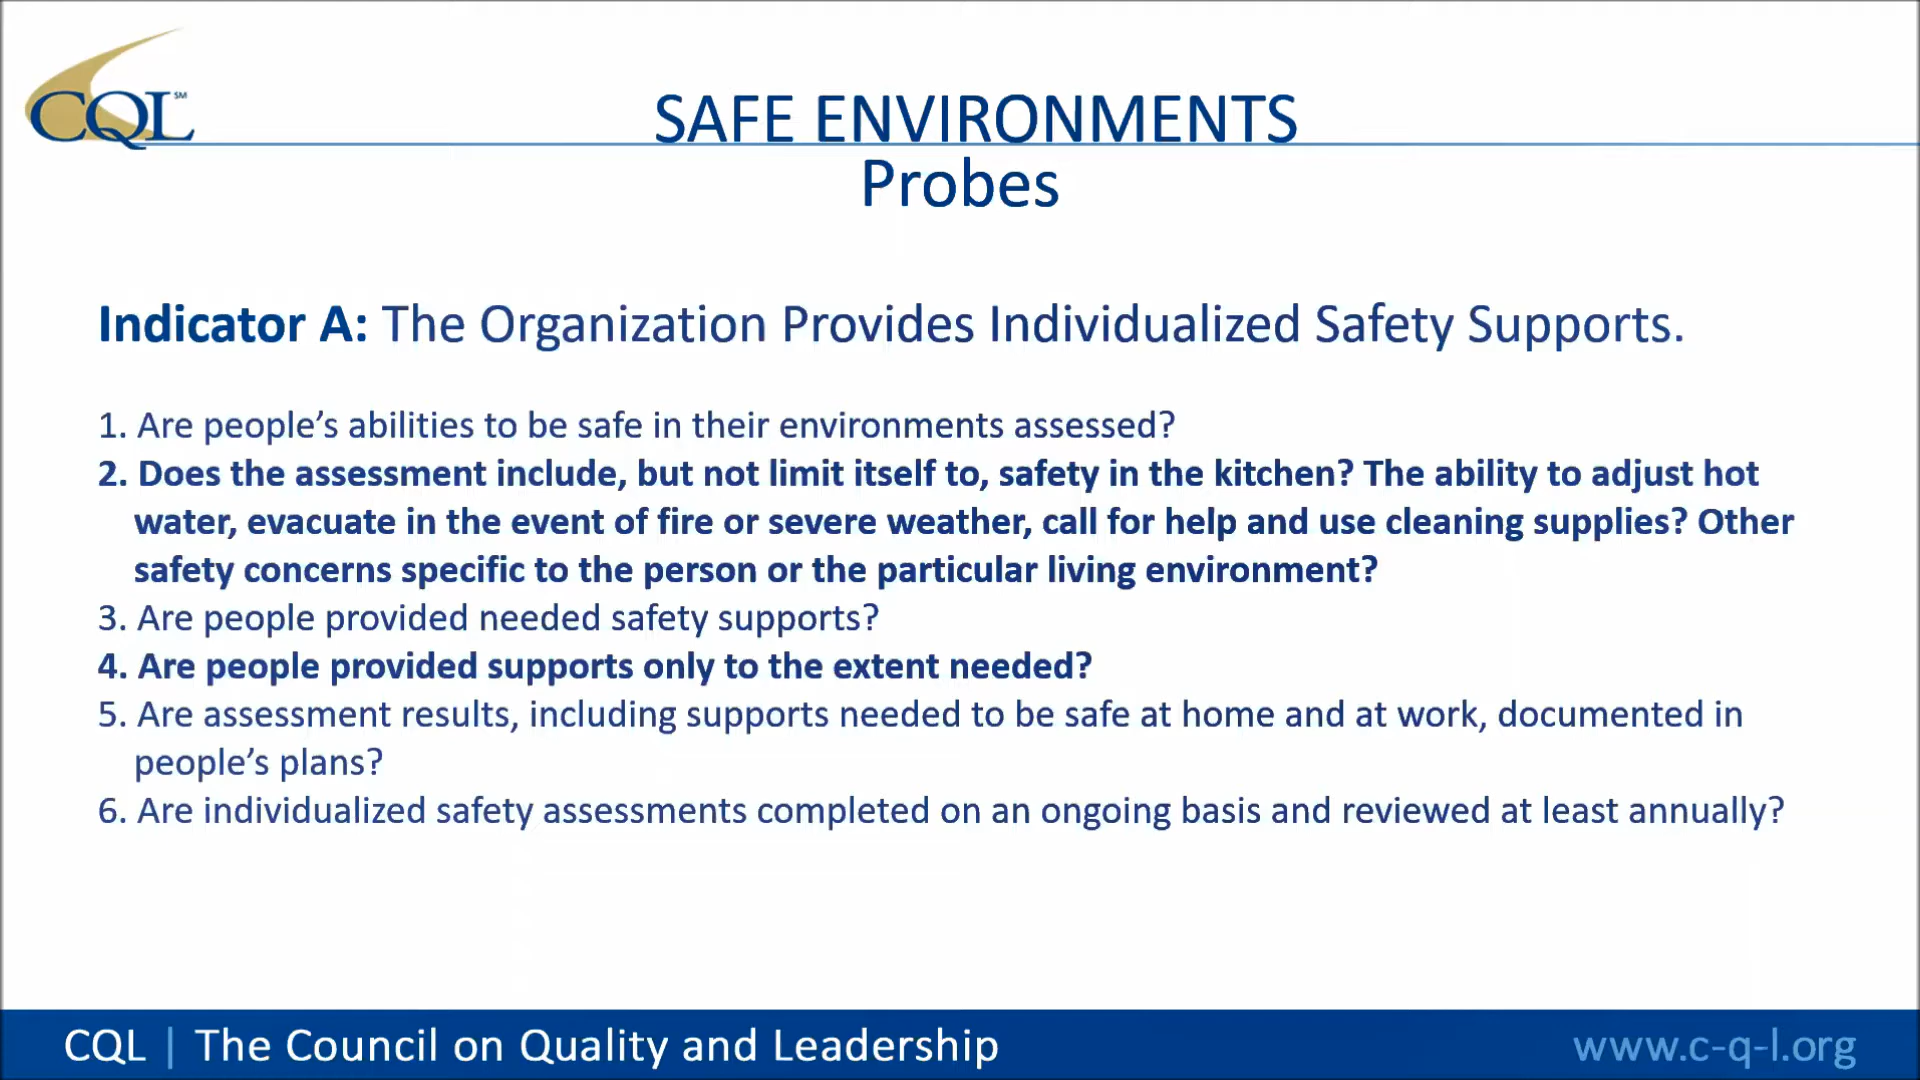 CQL℠
SAFE ENVIRONMENTS
Probes
Indicator A: The Organization Provides Individualized Safety Supports.
1. Are people’s abilities to be safe in their environments assessed?
2. Does the assessment include, but not limit itself to, safety in the kitchen? The ability to adjust hot
water, evacuate in the event of fire or severe weather, call for help and use cleaning supplies? Other
safety concerns specific to the person or the particular living environment?
3. Are people provided needed safety supports?
4. Are people provided supports only to the extent needed?
5. Are assessment results, including supports needed to be safe at home and at work, documented in
people’s plans?
6. Are individualized safety assessments completed on an ongoing basis and reviewed at least annually?
CQL | The Council on Quality and Leadership
www.c-q-l.org